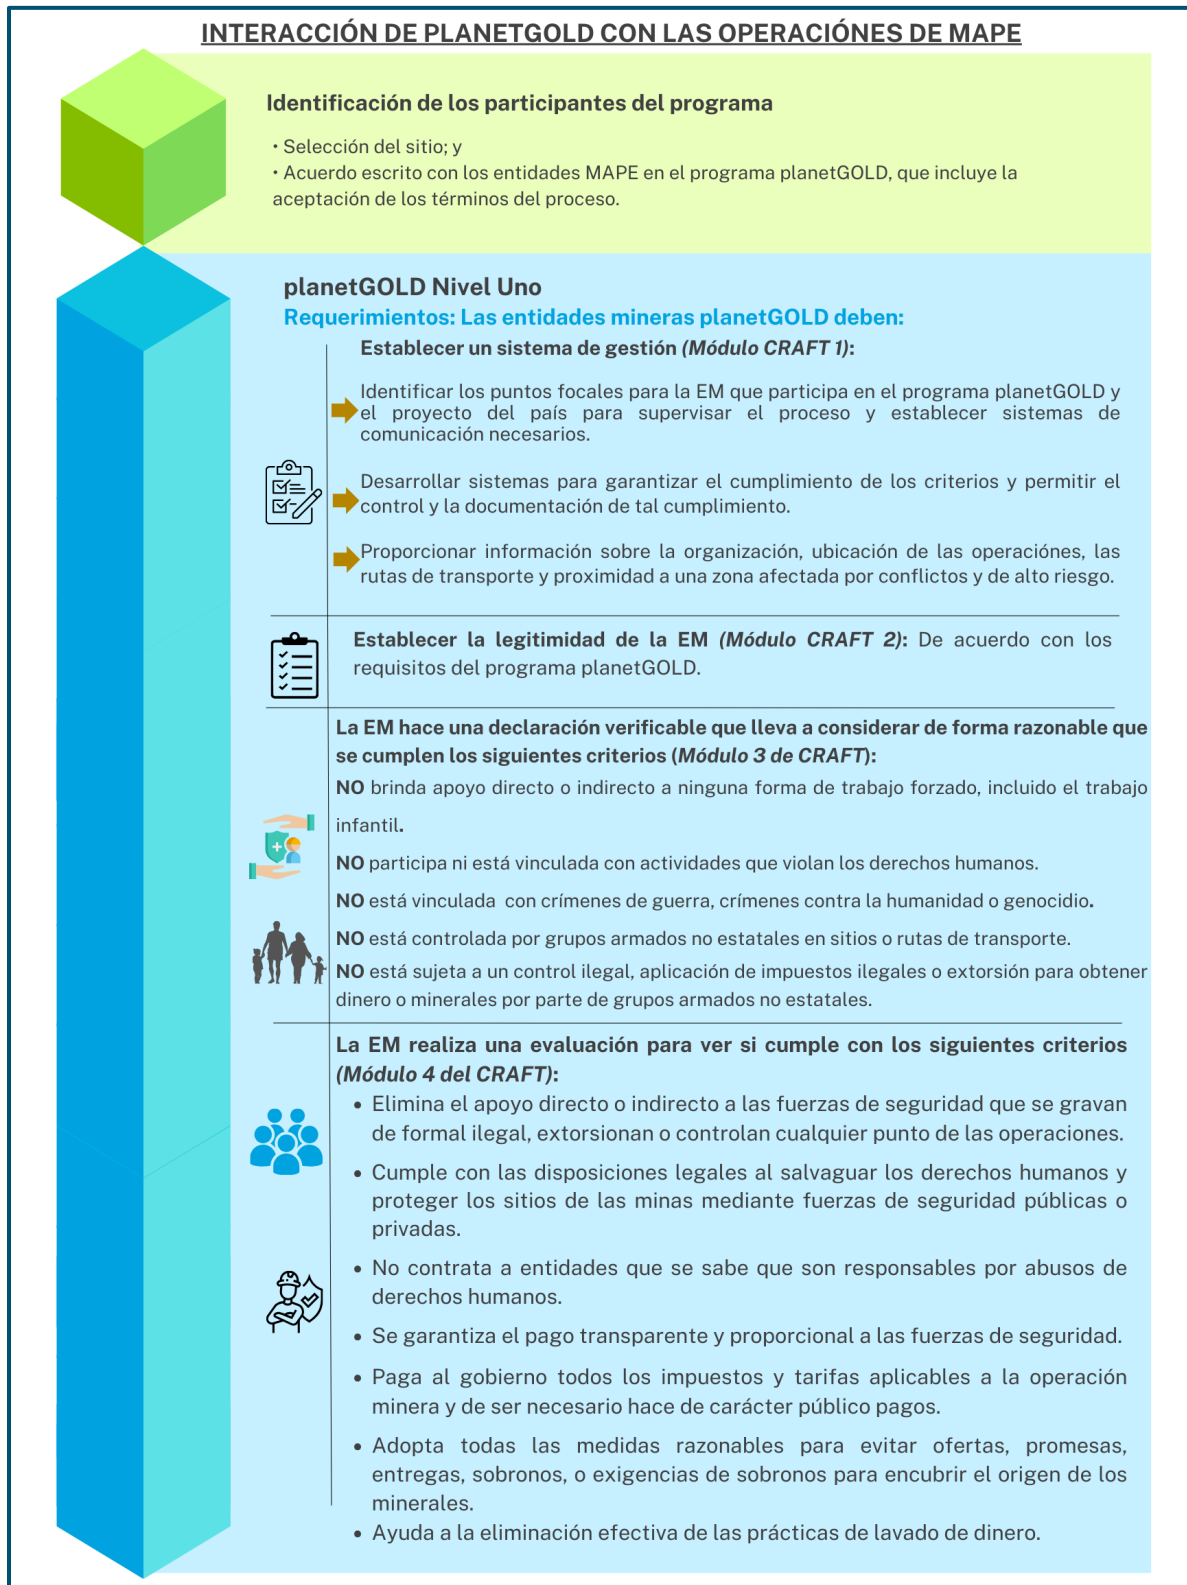 INTERACCIÓN DE PLANETGOLD CON LAS OPERACIÓNES DE MAPE
Identificación de los participantes del programa
• Selección del sitio; y
• Acuerdo escrito con los entidades MAPE en el programa planetGOLD, que incluye la
aceptación de los términos del proceso.
planetGOLD Nivel Uno
Requerimientos: Las entidades mineras planetGOLD deben:
Establecer un sistema de gestión (Módulo CRAFT 1):
Identificar los puntos focales para la EM que participa en el programa planetGOLD y
el proyecto del país para supervisar el proceso y establecer sistemas de
comunicación necesarios.
Desarrollar sistemas para garantizar el cumplimiento de los criterios y permitir el
control y la documentación de tal cumplimiento.
Proporcionar información sobre la organización, ubicación de las operaciónes, las
rutas de transporte y proximidad a una zona afectada por conflictos y de alto riesgo.
Establecer la legitimidad de la EM (Módulo CRAFT 2): De acuerdo con los
requisitos del programa planetGOLD.
La EM hace una declaración verificable que lleva a considerar de forma razonable que
se cumplen los siguientes criterios (Módulo 3 de CRAFT):
NO brinda apoyo directo o indirecto a ninguna forma de trabajo forzado, incluido el trabajo
infantil.
NO participa ni está vinculada con actividades que violan los derechos humanos.
NO está vinculada con crímenes de guerra, crímenes contra la humanidad o genocidio.
NO está controlada por grupos armados no estatales en sitios o rutas de transporte.
NO está sujeta a un control ilegal, aplicación de impuestos ilegales o extorsión para obtener
dinero o minerales por parte de grupos armados no estatales.
La EM realiza una evaluación para ver si cumple con los siguientes criterios
(Módulo 4 del CRAFT):
• Elimina el apoyo directo o indirecto a las fuerzas de seguridad que se gravan
de formal ilegal, extorsionan o controlan cualquier punto de las operaciones.
• Cumple con las disposiciones legales al salvaguar los derechos humanos y
proteger los sitios de las minas mediante fuerzas de seguridad públicas o
privadas.
• No contrata a entidades que se sabe que son responsables por abusos de
derechos humanos.
• Se garantiza el pago transparente y proporcional a las fuerzas de seguridad.
• Paga al gobierno todos los impuestos y tarifas aplicables a la operación
minera y de ser necesario hace de carácter público pagos.
• Adopta todas las medidas razonables para evitar ofertas, promesas,
entregas, sobronos, o exigencias de sobronos para encubrir el origen de los
minerales.
• Ayuda a la eliminación efectiva de las prácticas de lavado de dinero.